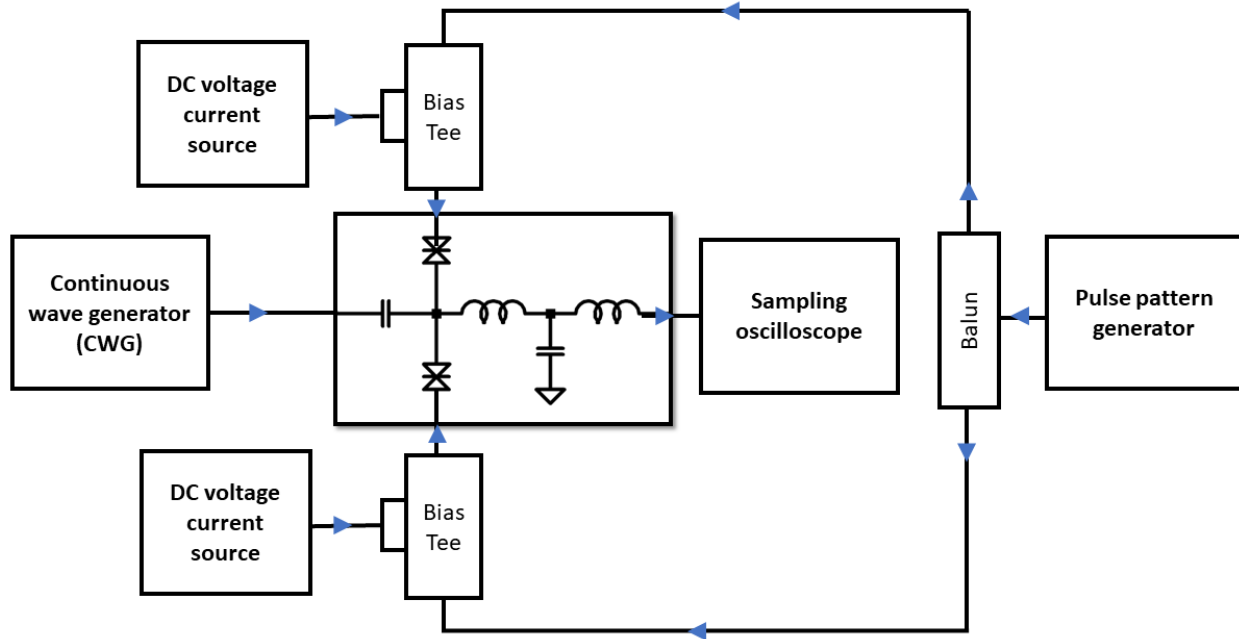 DC voltage
current
source
Bias
Tee
Continuous
wave generator
(CWG)
Sampling
oscilloscope
Balun
Pulse pattern
generator
DC voltage
current
source
Bias
Tee